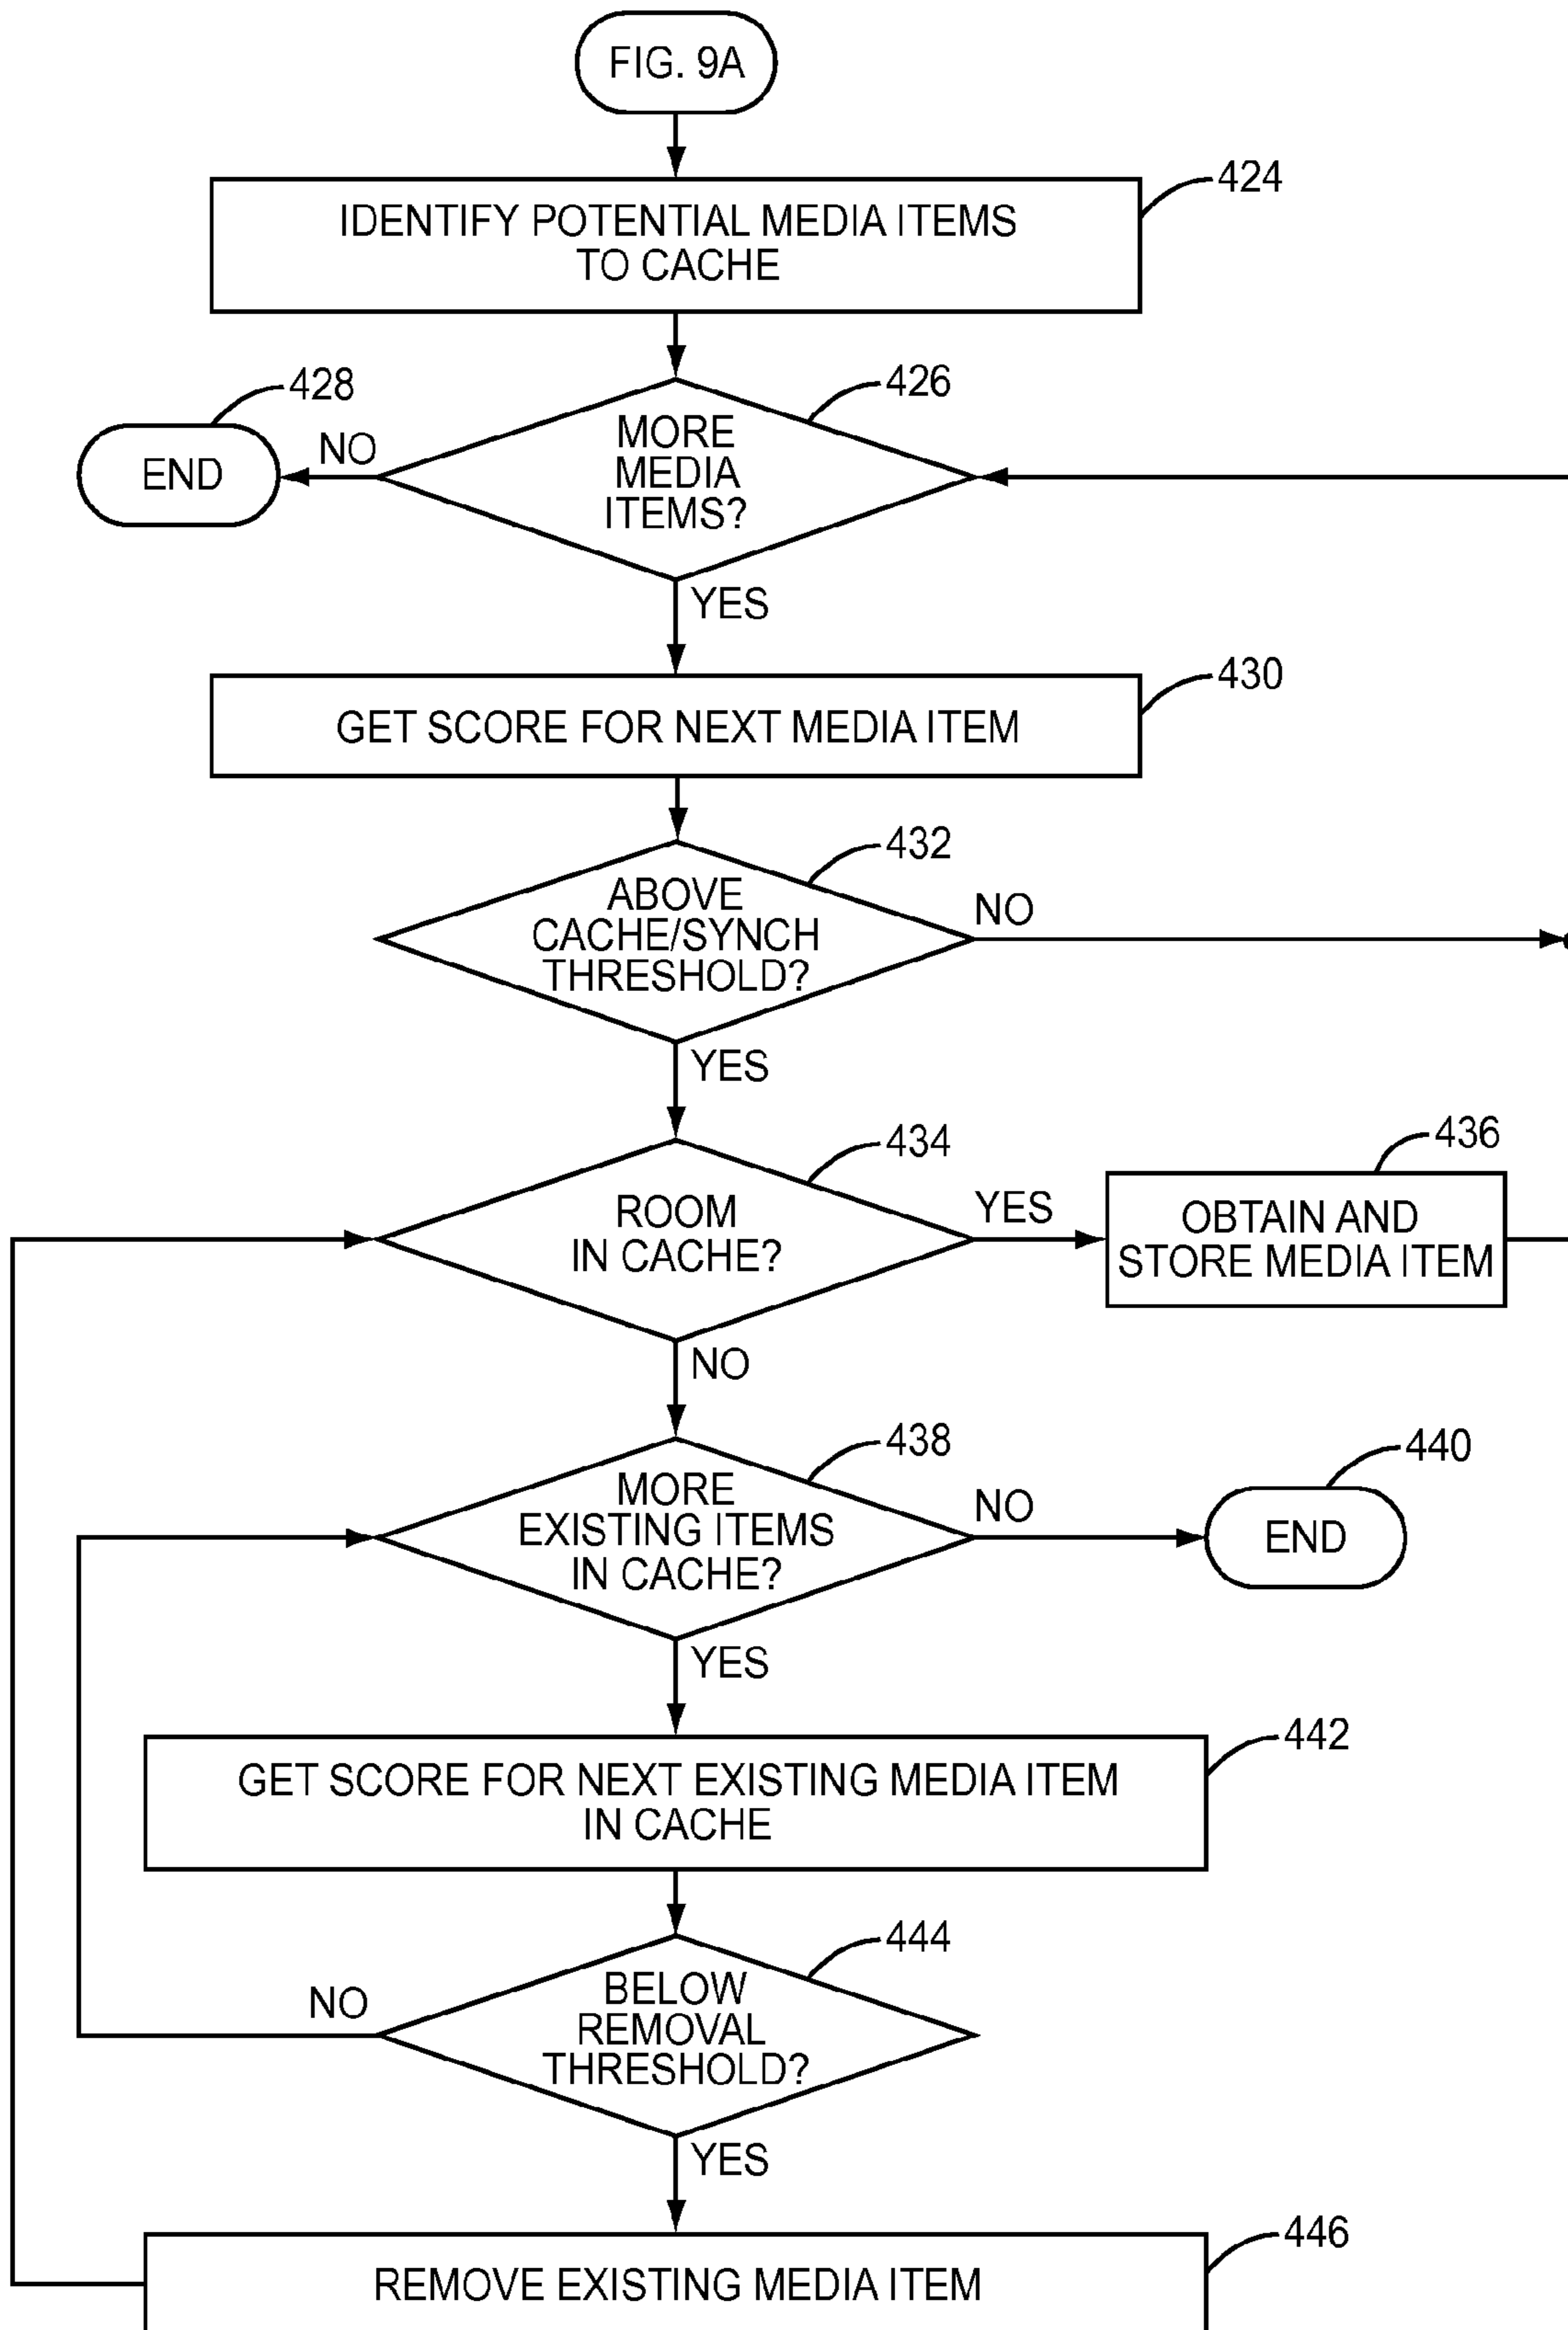 FIG. 9A
424
IDENTIFY POTENTIAL MEDIA ITEMS
TO CACHE
428
426
END
NO
MORE
MEDIA
ITEMS?
YES
430
GET SCORE FOR NEXT MEDIA ITEM
432
ABOVE
CACHE/SYNCH
THRESHOLD?
NO
YES
434
436
ROOM
IN CACHE?
YES
OBTAIN AND
STORE MEDIA ITEM
NO
438
440
MORE
EXISTING ITEMS
IN CACHE?
NO
END
YES
442
GET SCORE FOR NEXT EXISTING MEDIA ITEM
IN CACHE
444
NO
BELOW
REMOVAL
THRESHOLD?
YES
446
REMOVE EXISTING MEDIA ITEM